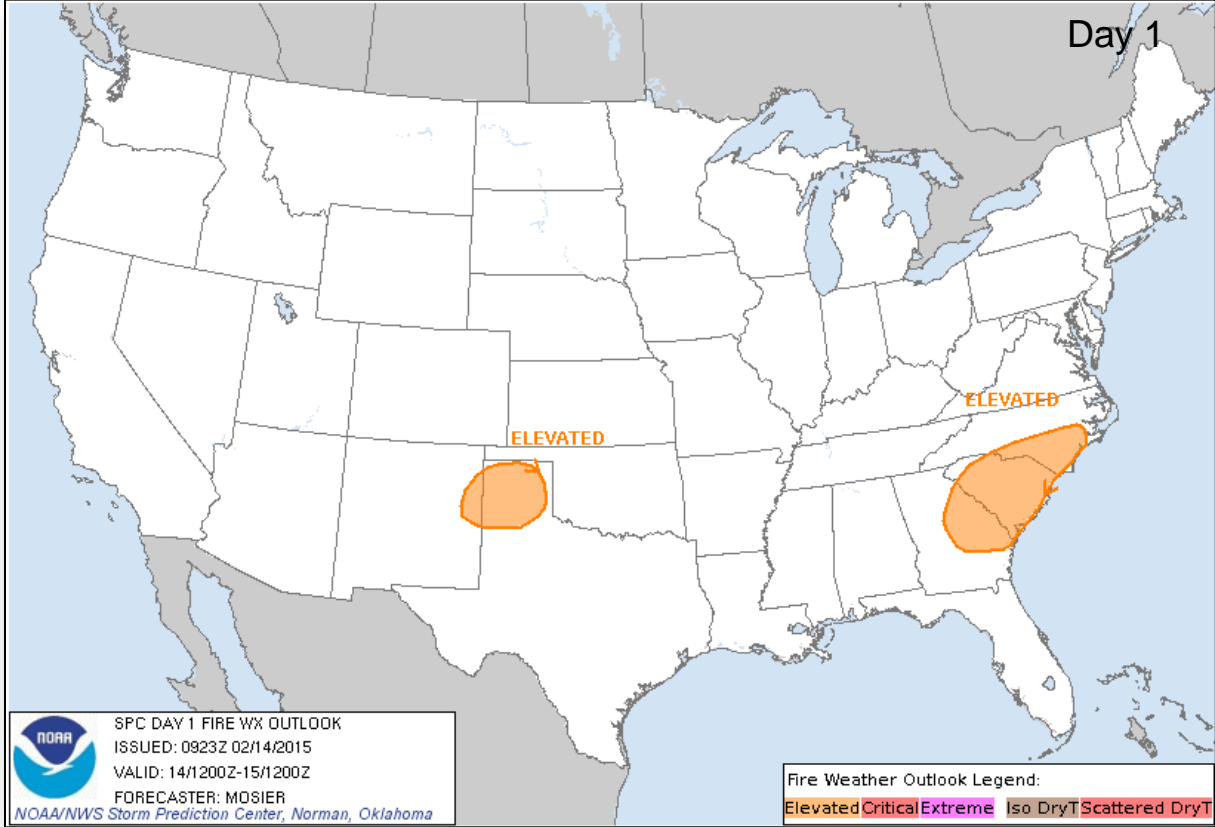 Day 1
ELEVATED
ELEVATED
NOAA
SPC DAY 1 FIRE WX OUTLOOK
ISSUED: 0923Z 02/14/2015
VALID: 14/1200Z-15/1200Z
FORECASTER: MOSIER
NOAA/NWS Storm Prediction Center, Norman, Oklahoma
Fire Weather Outlook Legend:
Elevated Critical Extreme Iso DryT Scattered DryT